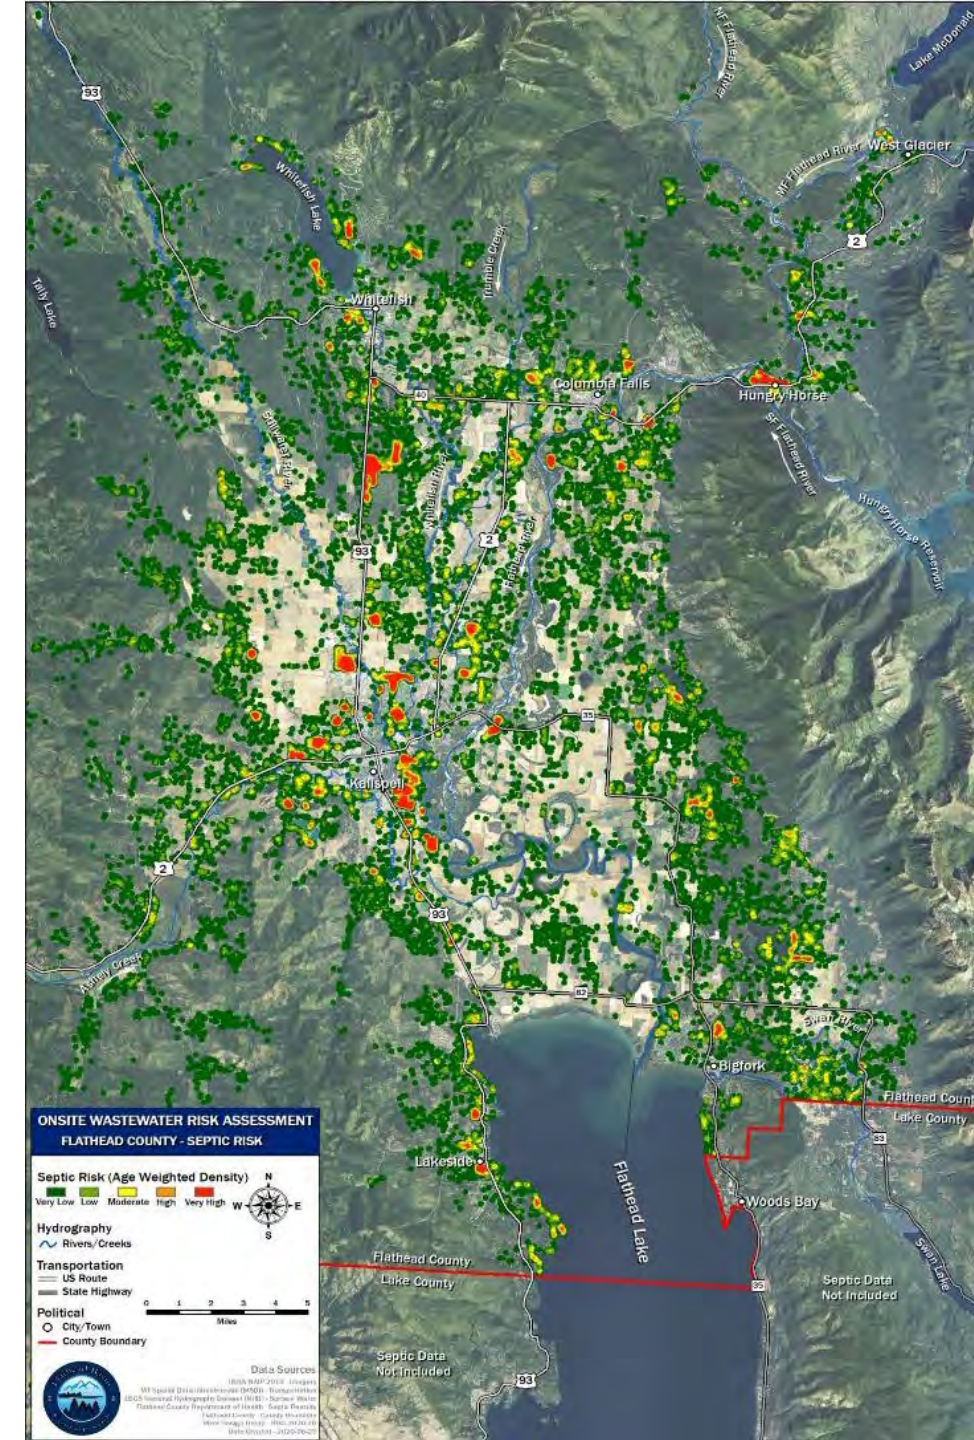 NF Flathead River
Lake McDonald
93
MF Flathead River
West Glacier
Whitefish Lake
2
Trumble Creek
Tally Lake
Whitefish
Columbia Falls
Hungry Horse
40
Stillwater River
Whitefish River
SF Flathead River
Hungry Horse Reservoir
93
2
Flathead River
35
Kalispell
2
93
Ashley Creek
82
Swan River
Bigfork
Flathead County
Lake County
83
Lakeside
Flathead Lake
Woods Bay
Swan Lake
Flathead County
Lake County
35
Septic Data
Not Included
Septic Data
Not Included
93
ONSITE WASTEWATER RISK ASSESSMENT
FLATHEAD COUNTY - SEPTIC RISK
Septic Risk (Age Weighted Density)
Very Low Low Moderate High Very High
N
W E
S
Hydrography
Rivers/Creeks
Transportation
US Route
State Highway
Political
City/Town
County Boundary
0 1 2 3 4 5
Miles
Data Sources